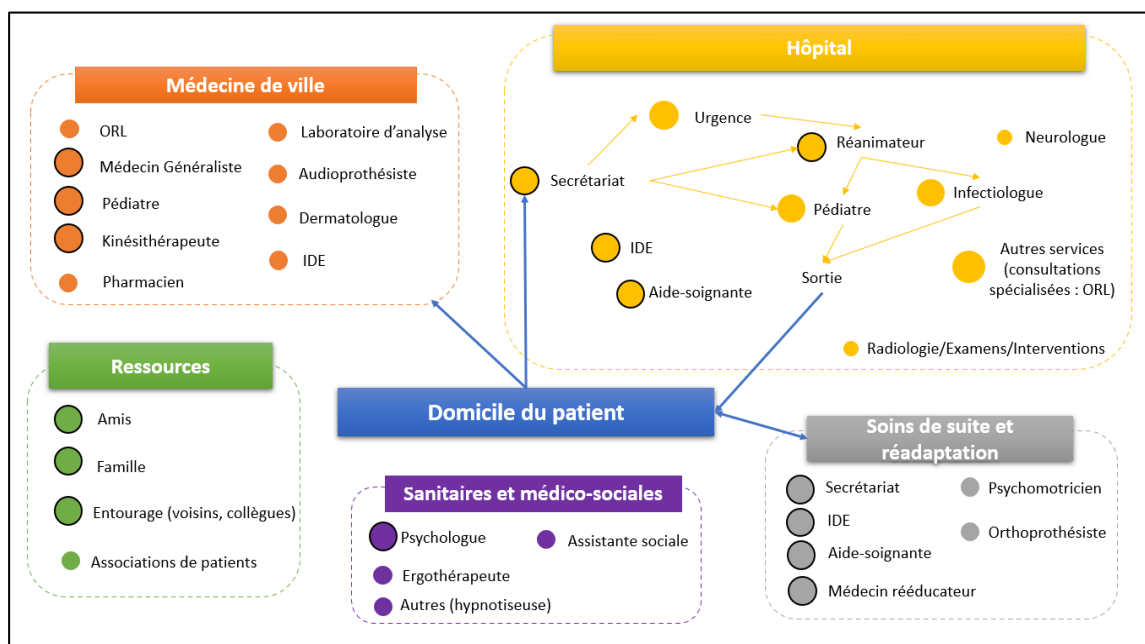 Médecine de ville
ORL
Médecin Généraliste
Pédiatre
Kinésithérapeute
Pharmacien
Laboratoire d'analyse
Audioprothésiste
Dermatologue
IDE
Hôpital
Urgence
Réanimateur
Neurologue
Secrétariat
Pédiatre
Infectiologue
IDE
Aide-soignante
Sortie
Autres services
(consultations
spécialisées : ORL)
Radiologie/Examens/Interventions
Ressources
Amis
Famille
Entourage (voisins, collègues)
Associations de patients
Domicile du patient
Sanitaires et médico-sociales
Psychologue
Ergothérapeute
Autres (hypnotiseuse)
Assistante sociale
Soins de suite et
réadaptation
Secrétariat
IDE
Aide-soignante
Médecin rééducateur
Psychomotricien
Orthoprothésiste